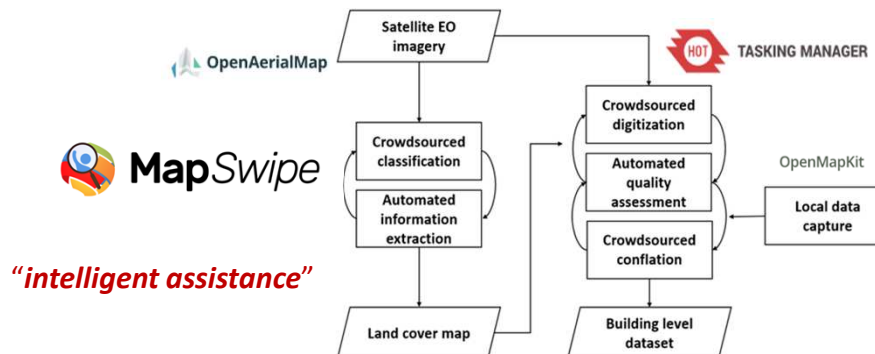 Satellite EO
imagery
OpenAerialMap
HOT
TASKING MANAGER
Crowdsourced
classification
Crowdsourced
digitization
MapSwipe
Automated
information
extraction
Automated
quality
assessment
OpenMapKit
Local data
capture
Crowdsourced
conflation
“intelligent assistance”
Land cover map
Building level
dataset